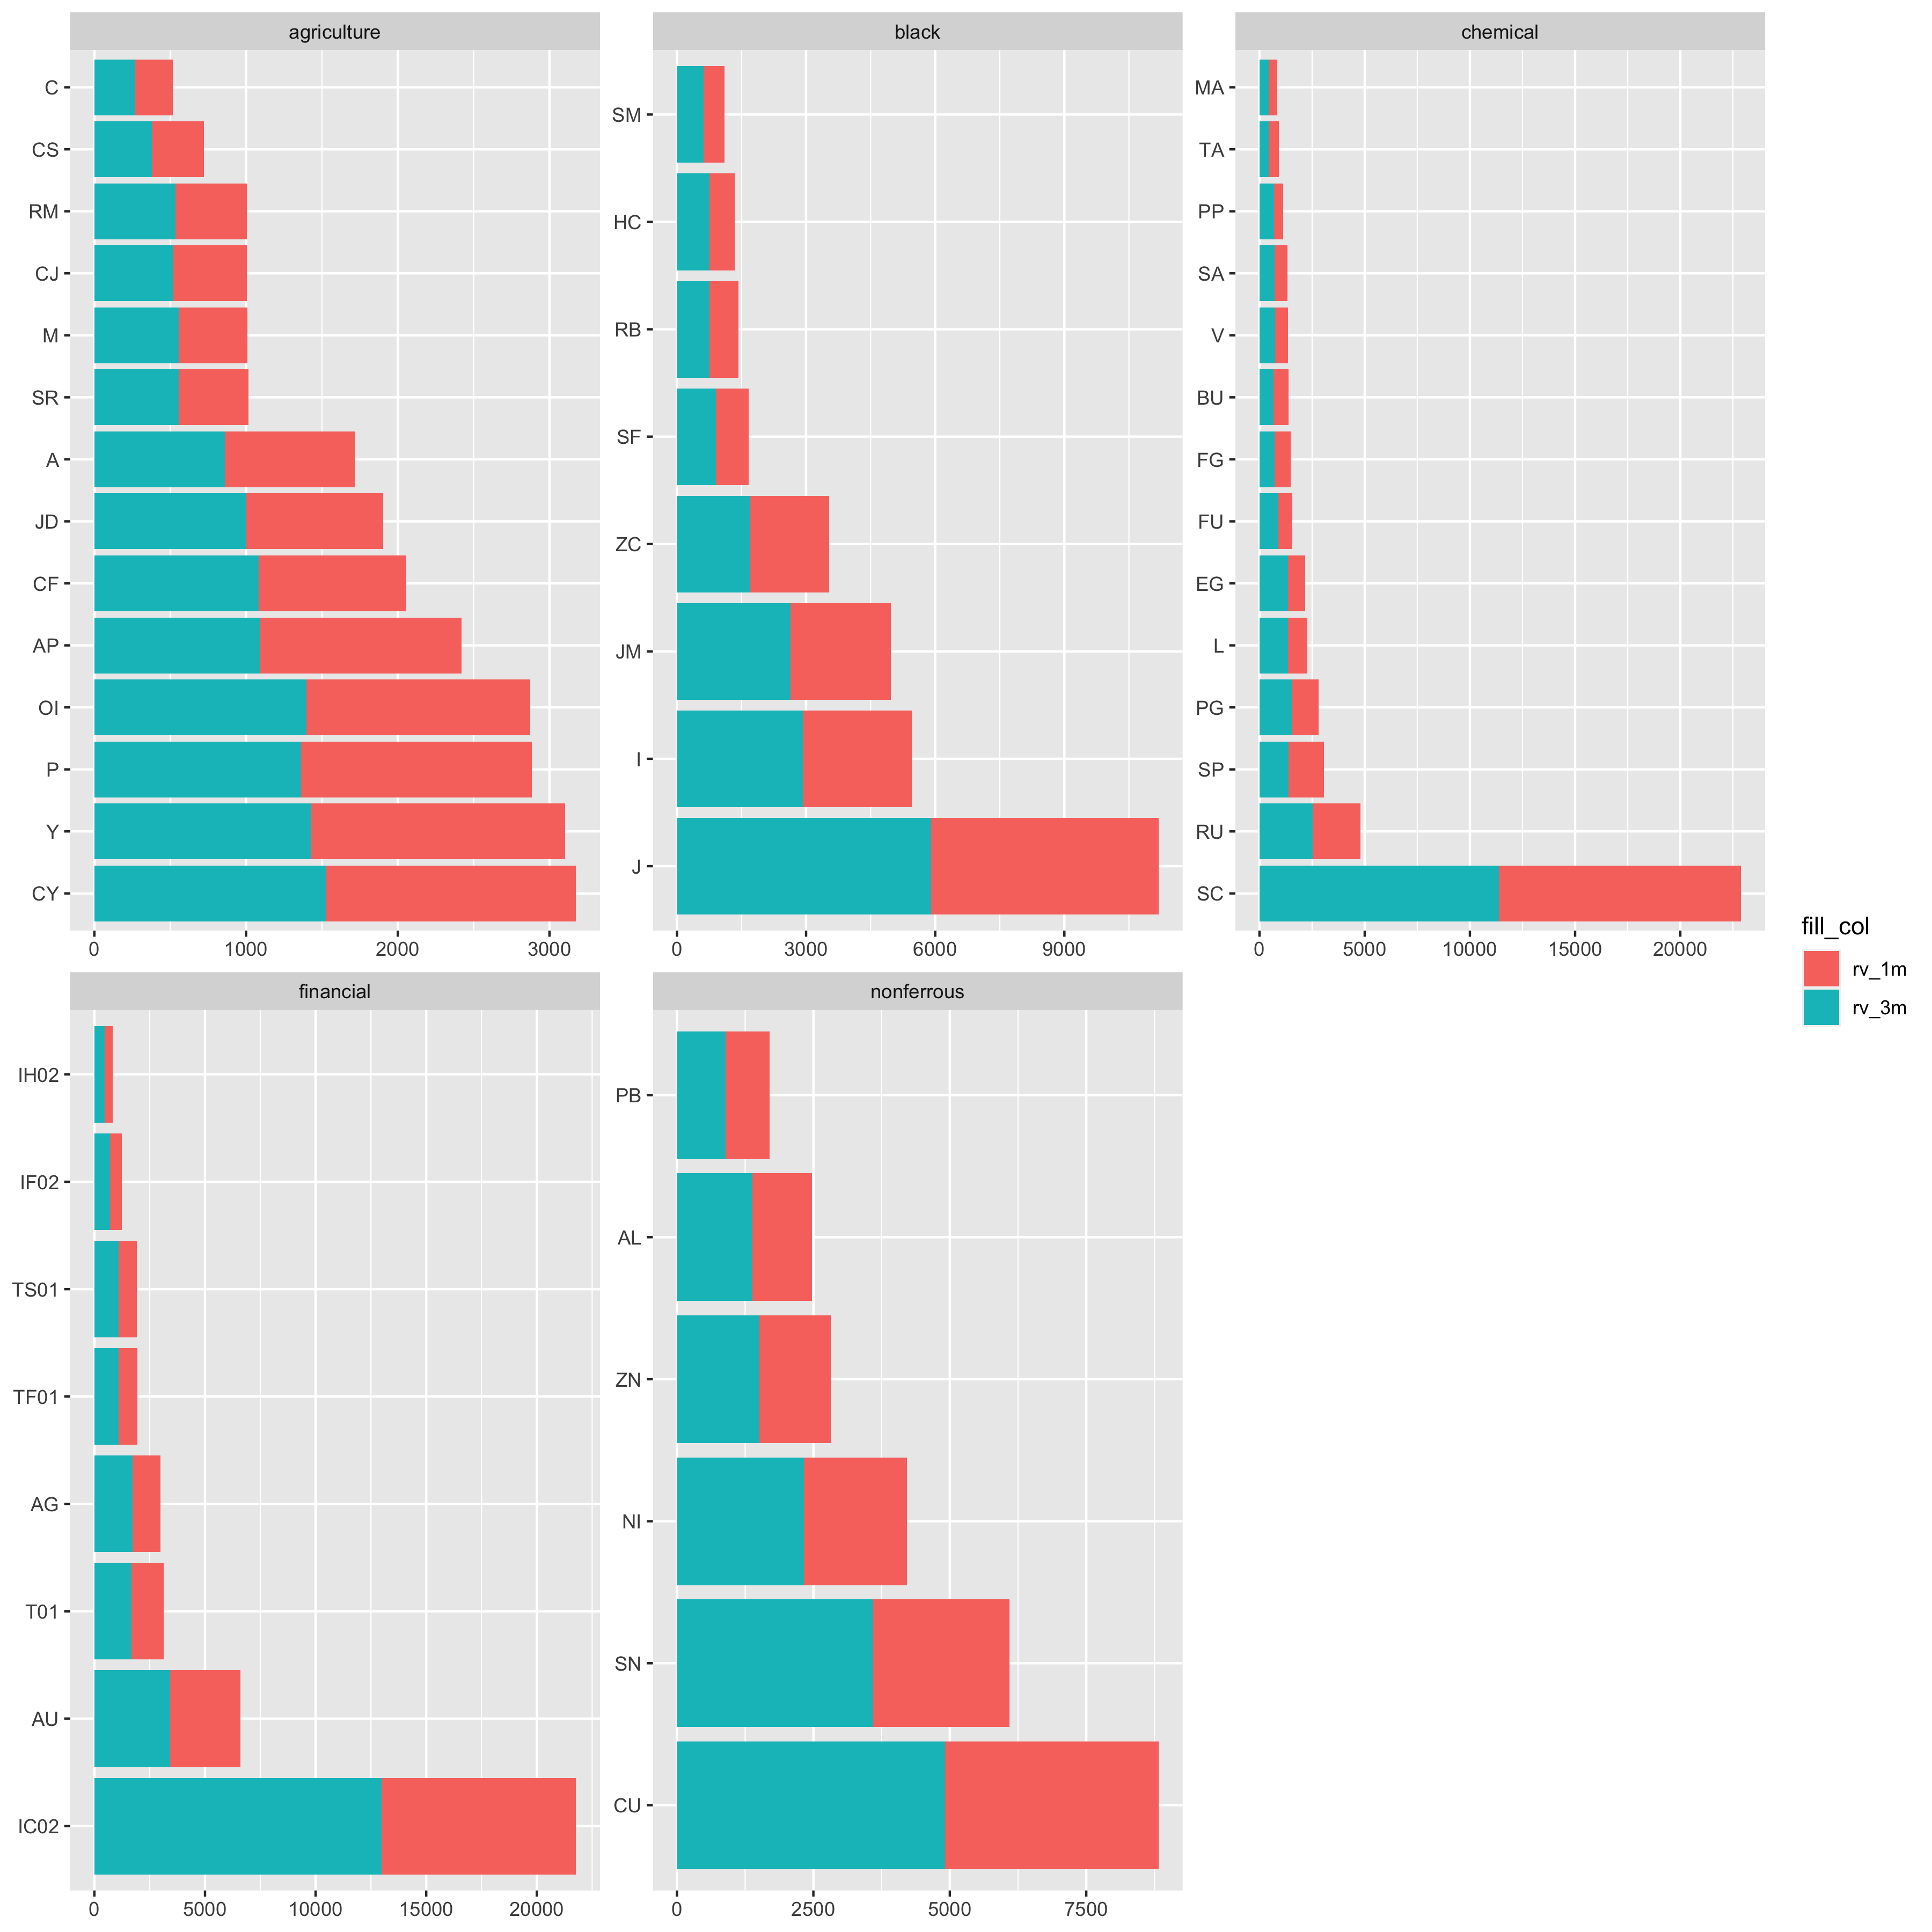 agriculture
C
CS
RM
CJ
M
SR
A
JD
CF
AP
OI
P
Y
CY
0 1000 2000 3000
black
SM
HC
RB
SF
ZC
JM
I
J
0 3000 6000 9000
chemical
MA
TA
PP
SA
V
BU
FG
FU
EG
L
PG
SP
RU
SC
0 5000 10000 15000 20000
financial
IH02
IF02
TS01
TF01
AG
T01
AU
IC02
0 5000 10000 15000 20000
nonferrous
PB
AL
ZN
NI
SN
CU
0 2500 5000 7500
fill_col
rv_1m
rv_3m